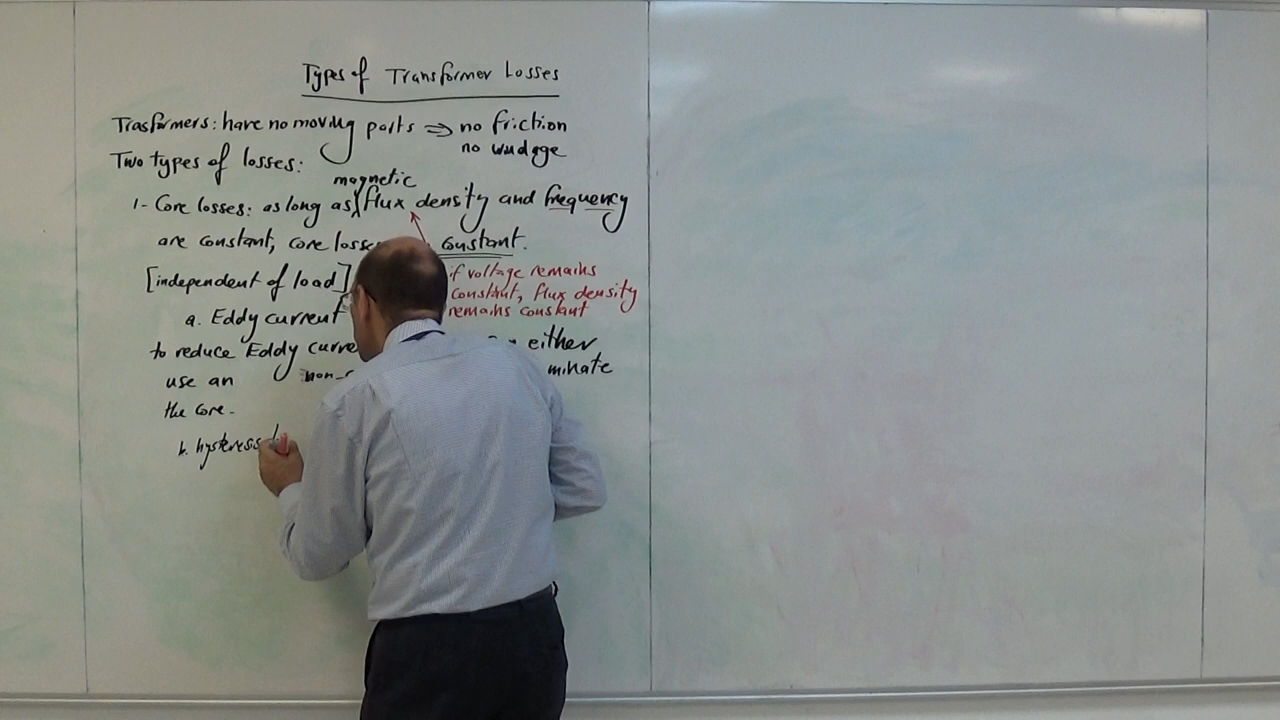 Types of Transformer Losses
Trasformers: have no moving parts ⇒ no friction
no windage
Two types of losses:
magnetic
1- Core losses: as long as flux density and frequency
are constant, core losses constant.
[independent of load]
if voltage remains
constant, flux density
remains constant
a. Eddy current
to reduce Eddy curre either
use an non- minate
the core.
b. hysteresis